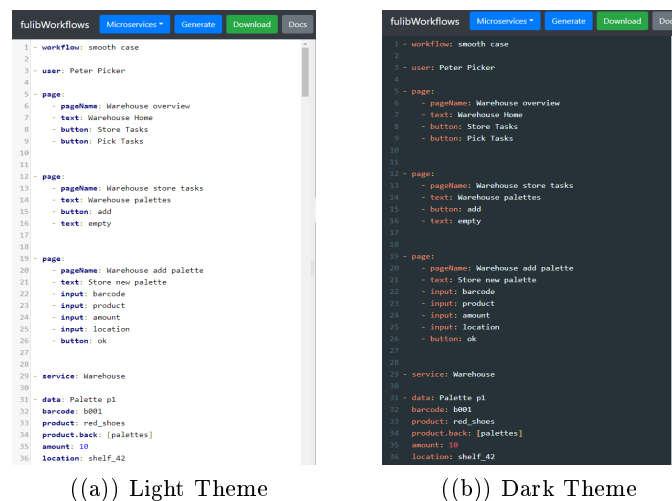 fulibWorkflows Microservices Generate Download Docs
1 - workflow: smooth case
2
3 - user: Peter Picker
4
5 - page:
6 - pageName: Warehouse overview
7 - text: Warehouse Home
8 - button: Store Tasks
9 - button: Pick Tasks
10
11
12 - page:
13 - pageName: Warehouse store tasks
14 - text: Warehouse palettes
15 - button: add
16 - text: empty
17
18
19 - page:
20 - pageName: Warehouse add palette
21 - text: Store new palette
22 - input: barcode
23 - input: product
24 - input: amount
25 - input: location
26 - button: ok
27
28
29 - service: Warehouse
30
31 - data: Palette p1
32 barcode: b001
33 product: red_shoes
34 product.back: [palettes]
35 amount: 10
36 location: shelf_42
((a)) Light Theme
fulibWorkflows Microservices Generate Download Doc
1 - workflow: smooth case
2
3 - user: Peter Picker
4
5 - page:
6 - pageName: Warehouse overview
7 - text: Warehouse Home
8 - button: Store Tasks
9 - button: Pick Tasks
10
11
12 - page:
13 - pageName: Warehouse store tasks
14 - text: Warehouse palettes
15 - button: add
16 - text: empty
17
18
19 - page:
20 - pageName: Warehouse add palette
21 - text: Store new palette
22 - input: barcode
23 - input: product
24 - input: amount
25 - input: location
26 - button: ok
27
28
29 - service: Warehouse
30
31 - data: Palette p1
32 barcode: b001
33 product: red_shoes
34 product.back: [palettes]
35 amount: 10
36 location: shelf_42
((b)) Dark Theme